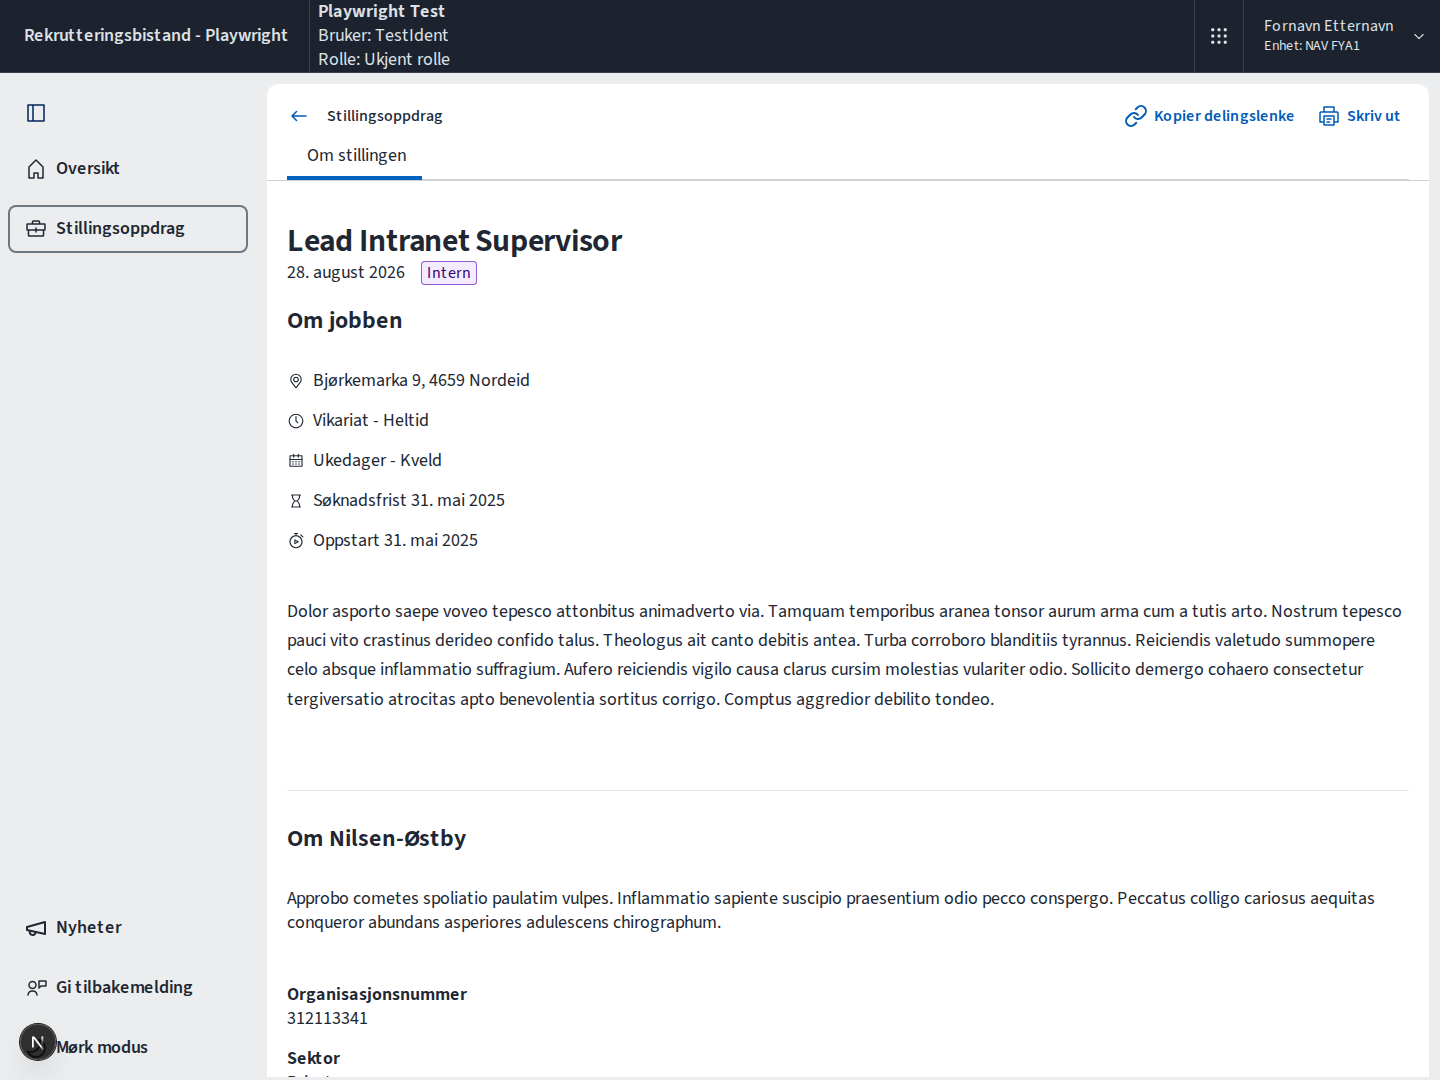 Rekrutteringsbistand - Playwright
Playwright Test
Bruker: TestIdent
Rolle: Ukjent rolle
Fornavn Etternavn
Enhet: NAV FYA1
Oversikt
Stillingsoppdrag
Nyheter
Gi tilbakemelding
N
Mørk modus
Stillingsoppdrag
Kopier delingslenke
Skriv ut
Om stillingen
Lead Intranet Supervisor
28. august 2026 Intern
Om jobben
Bjørkemarka 9, 4659 Nordeid
Vikariat - Heltid
Ukedager - Kveld
Søknadsfrist 31. mai 2025
Oppstart 31. mai 2025
Dolor asporto saepe voveo tepesco attonbitus animadverto via. Tamquam temporibus aranea tonsor aurum arma cum a tutis arto. Nostrum tepesco
pauci vito crastinus derideo confido talus. Theologus ait canto debitis antea. Turba corroboro blanditiis tyrannus. Reiciendis valetudo summopere
celo absque inflammatio suffragium. Aufero reiciendis vigilo causa clarus cursim molestias vulariter odio. Sollicito demergo cohaero consectetur
tergiversatio atrocitas apto benevolentia sortitus corrigo. Comptus aggredior debilito tondeo.
Om Nilsen-Østby
Approbo cometes spoliatio paulatim vulpes. Inflammatio sapiente suscipio praesentium odio pecco conspergo. Peccatus colligo cariosus aequitas
conqueror abundans asperiores adulescens chirographum.
Organisasjonsnummer
312113341
Sektor